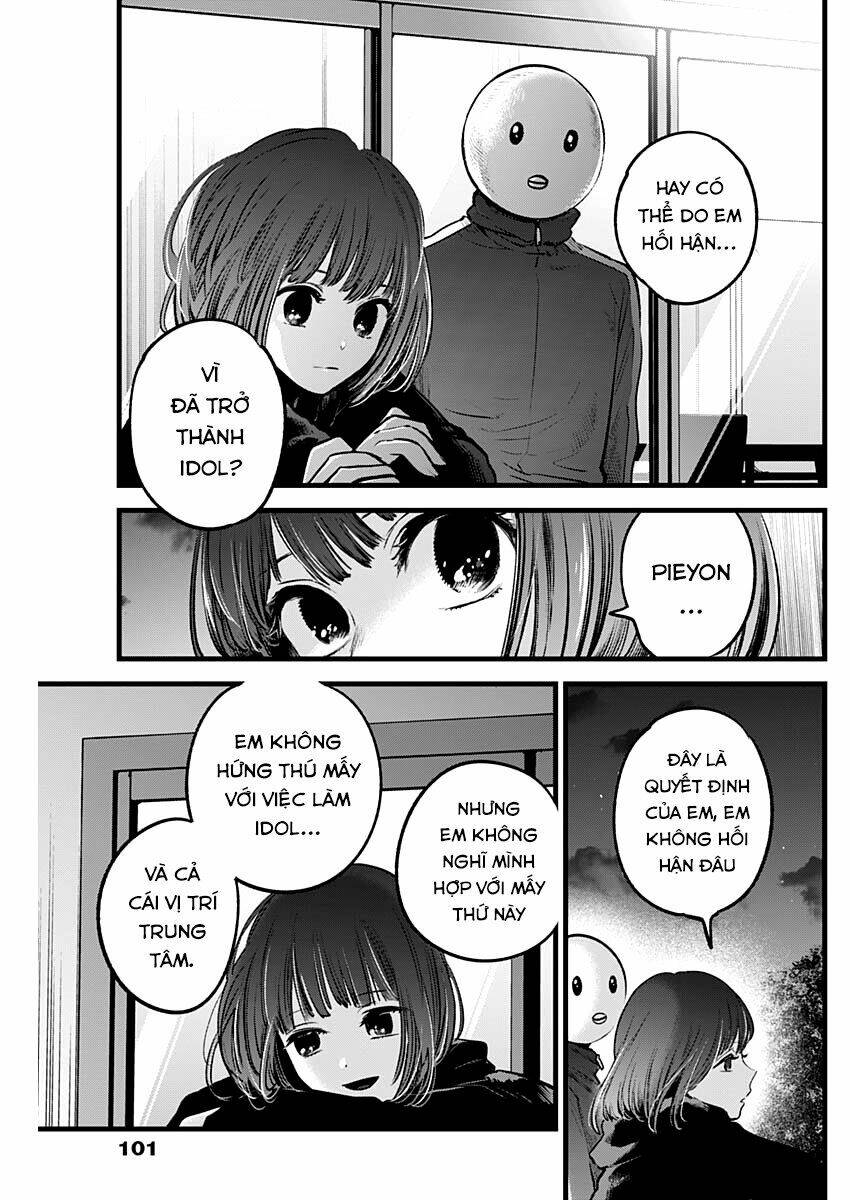 HAY CÓ
THỂ DO EM
HỐI HẬN...
VÌ
ĐÃ TRỞ
THÀNH
IDOL?
PIEYON
...
ĐÂY LÀ
QUYẾT ĐỊNH
CỦA EM, EM
KHÔNG HỐI
HẬN ĐÂU
NHƯNG
EM KHÔNG
NGHĨ MÌNH
HỢP VỚI MẤY
THỨ NÀY
EM KHÔNG
HỨNG THÚ MẤY
VỚI VIỆC LÀM
IDOL...
VÀ CẢ
CÁI VỊ TRÍ
TRUNG
TÂM.
101